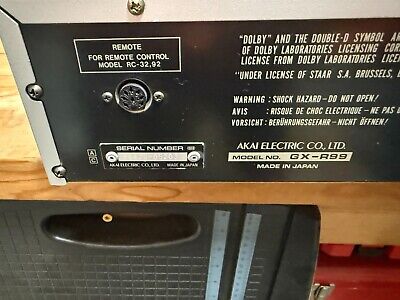 REMOTE
FOR REMOTE CONTROL
MODEL RC-32,92
"DOLBY" AND THE DOUBLE-D SYMBOL
OF DOLBY LABORATORIES LICENSING
LICENSE FROM DOLBY LABORATORIES
"UNDER LICENSE OF STAAR S.A. BRUSSELS,
WARNING : SHOCK HAZARD–DO NOT OPEN!
AVIS : RISQUE DE CHOC ELECTRIQUE–NE PAS
VORSICHT : BERÜHRUNGSGEFAHR–NICHT ÖFFNEN!
SERIAL NUMBER
AKAI ELECTRIC CO., LTD.
MADE IN JAPAN
AKAI ELECTRIC CO., LTD.
MODEL NO. GX-R99
MADE IN JAPAN